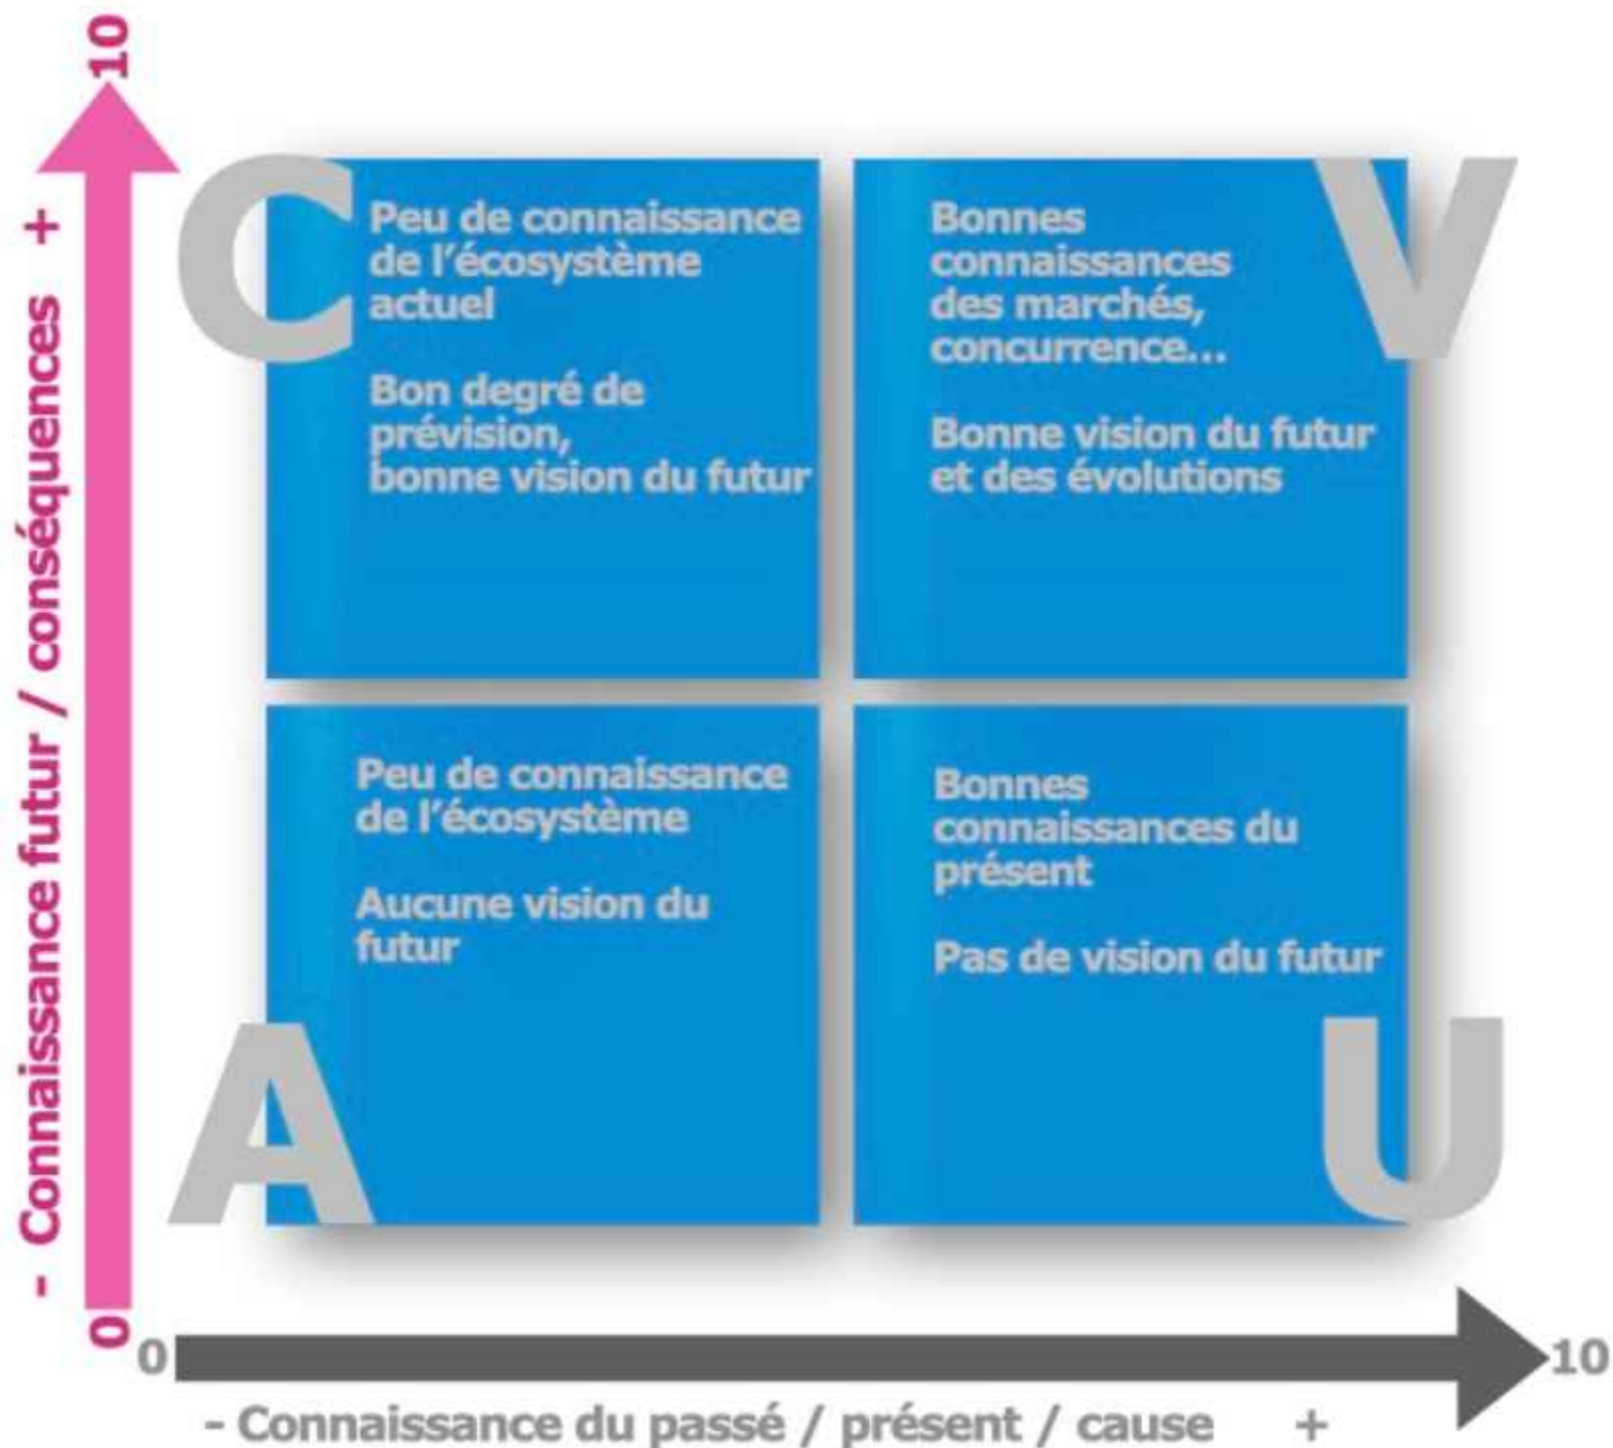 10
- Connaissance futur / conséquences +
0
C
Peu de connaissance
de l'écosystème
actuel
Bon degré de
prévision,
bonne vision du futur
V
Bonnes
connaissances
des marchés,
concurrence...
Bonne vision du futur
et des évolutions
A
Peu de connaissance
de l'écosystème
Aucune vision du
futur
U
Bonnes
connaissances du
présent
Pas de vision du futur
0
10
- Connaissance du passé / présent / cause +